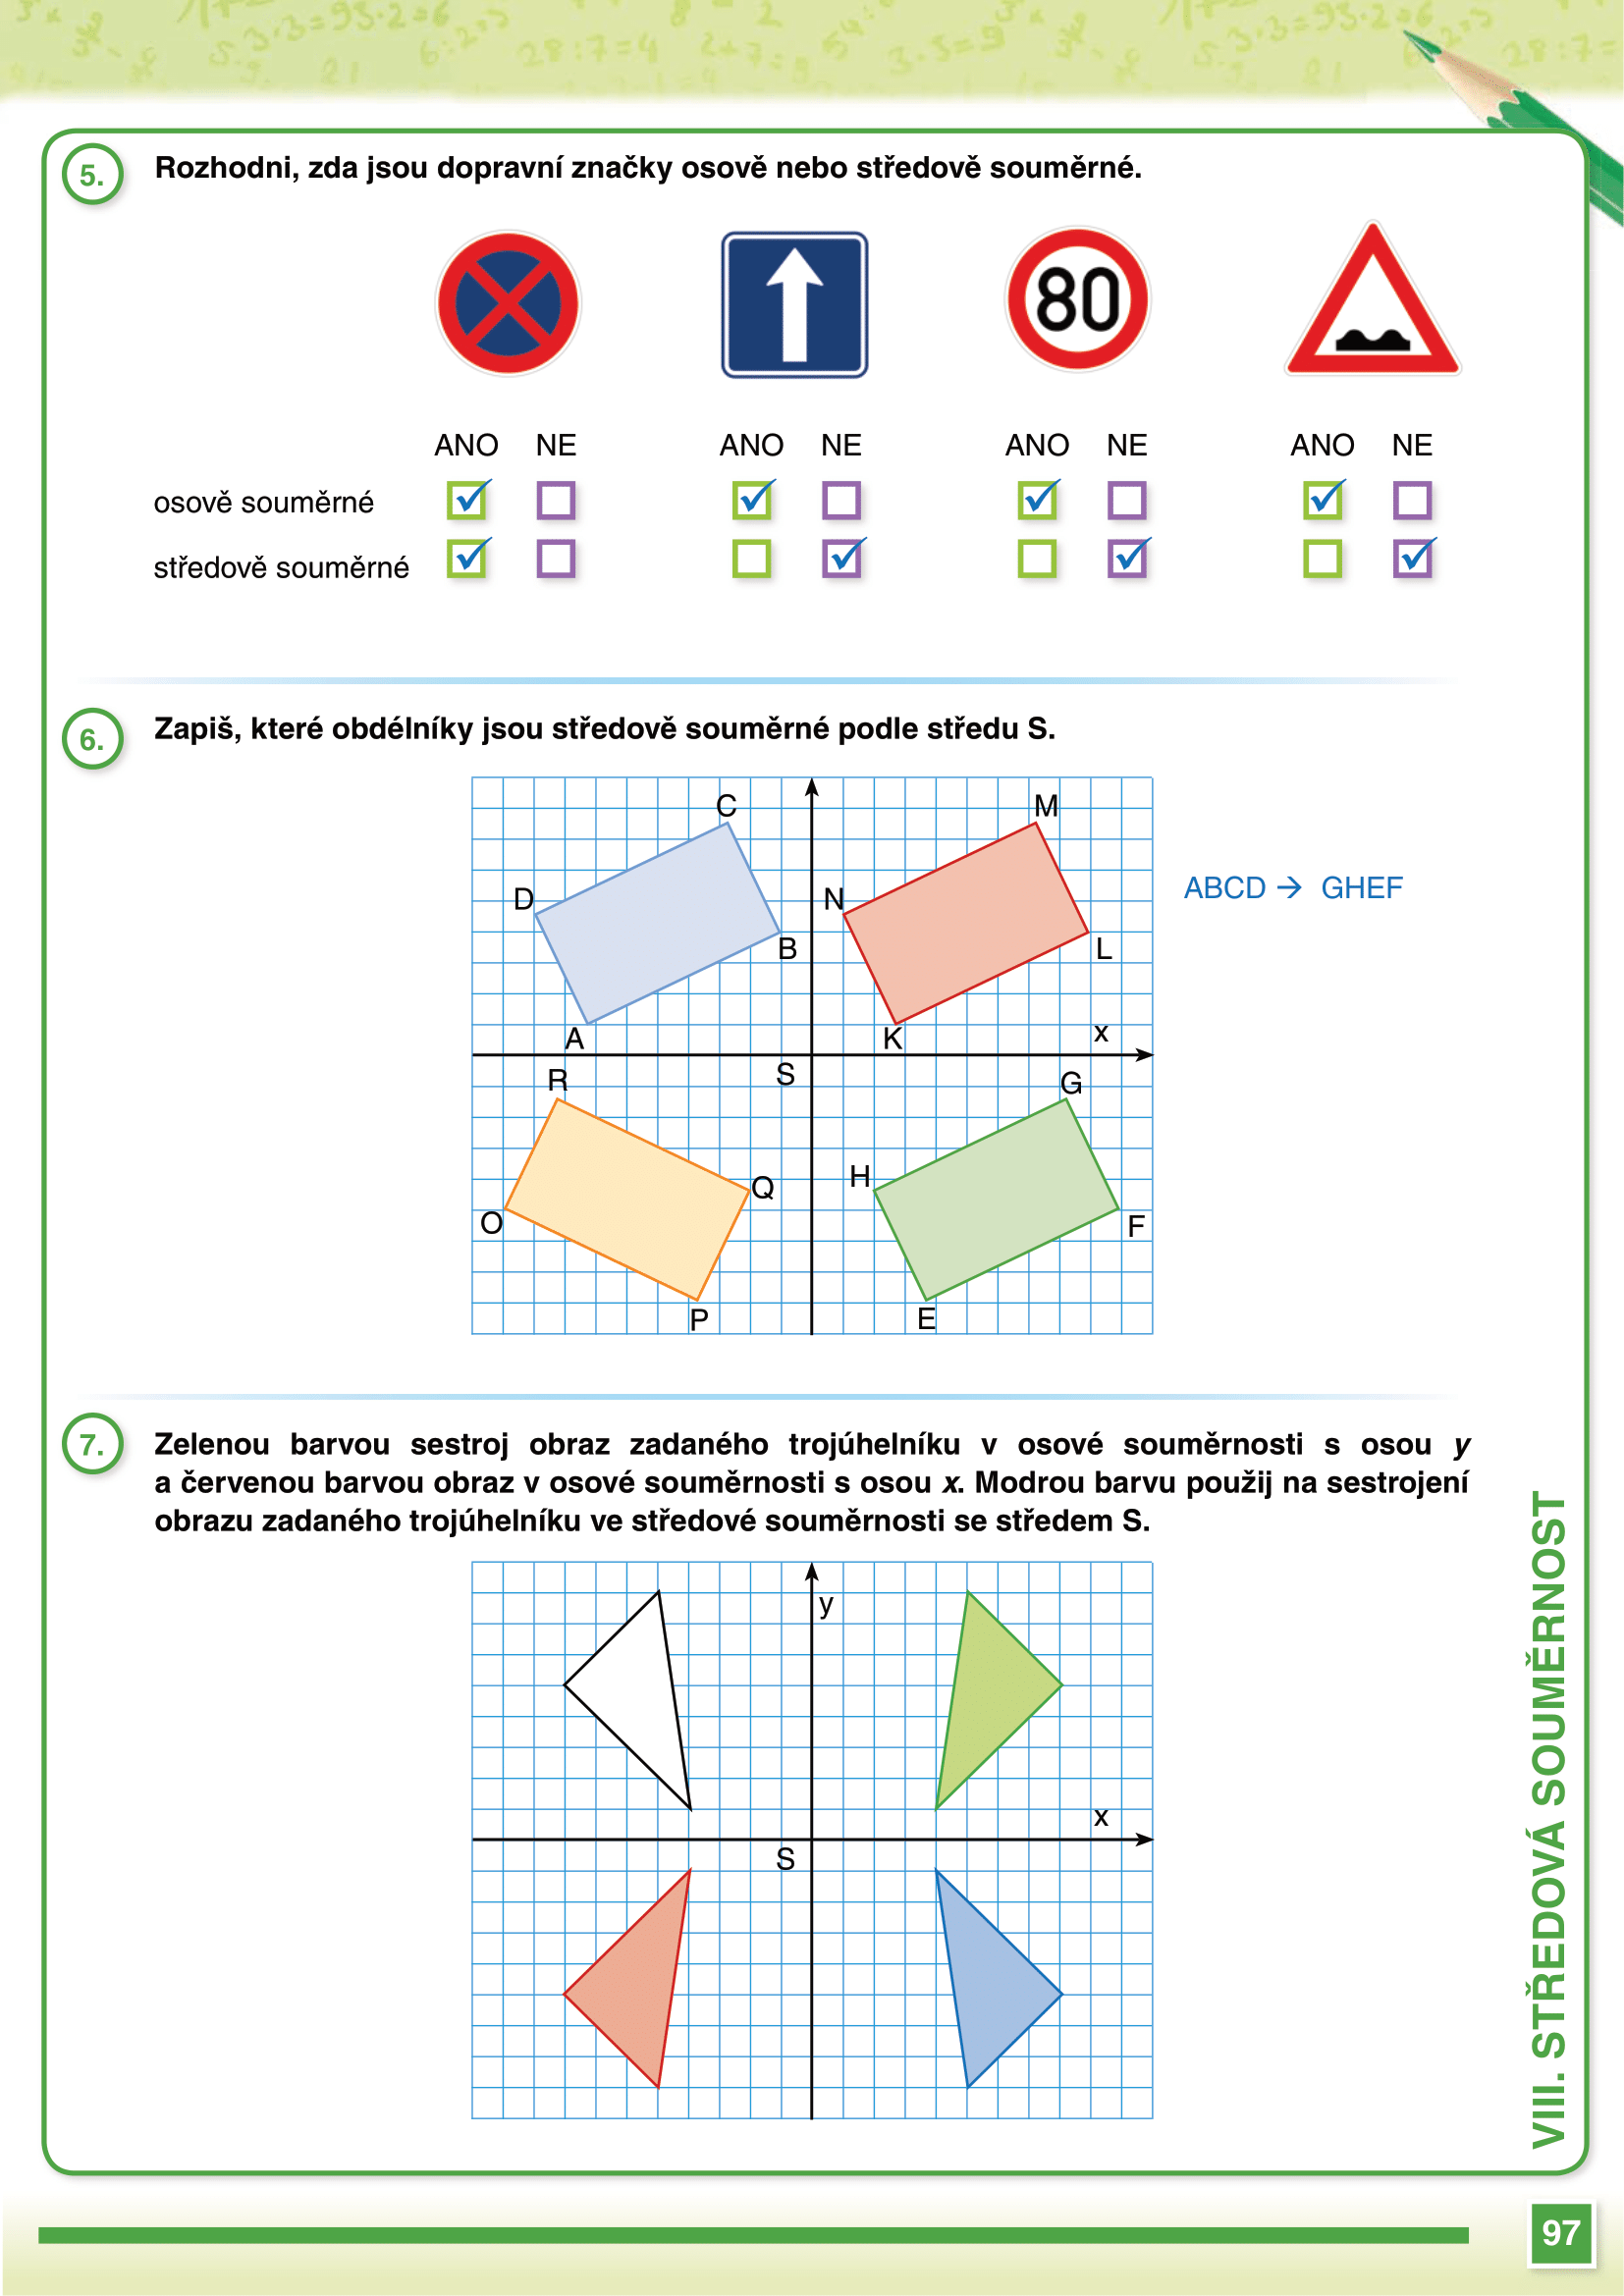 5. Rozhodni, zda jsou dopravní značky osově nebo středově souměrné.
80
ANO NE ANO NE ANO NE ANO NE
osově souměrné
středově souměrné
6. Zapiš, které obdélníky jsou středově souměrné podle středu S.
C M
D N
ABCD → GHEF
B L
A K x
S
R G
Q H
O F
P E
7. Zelenou barvou sestroj obraz zadaného trojúhelníku v osové souměrnosti s osou y
a červenou barvou obraz v osové souměrnosti s osou x. Modrou barvu použij na sestrojení
obrazu zadaného trojúhelníku ve středové souměrnosti se středem S.
y
x
S
VIII. STŘEDOVÁ SOUMĚRNOST
97